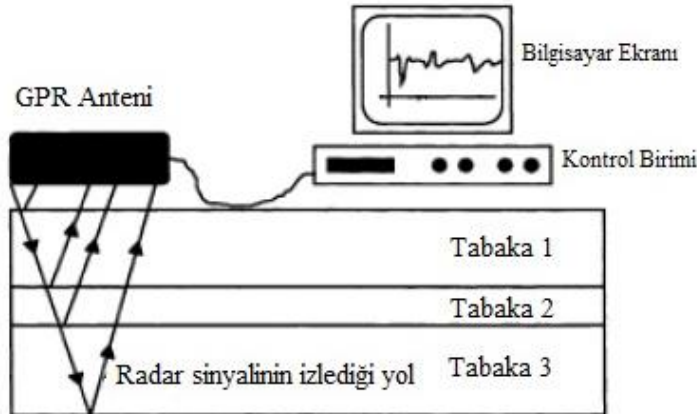 Bilgisayar Ekranı
GPR Anteni
Kontrol Birimi
Tabaka 1
Tabaka 2
Radar sinyalinin izlediği yol
Tabaka 3